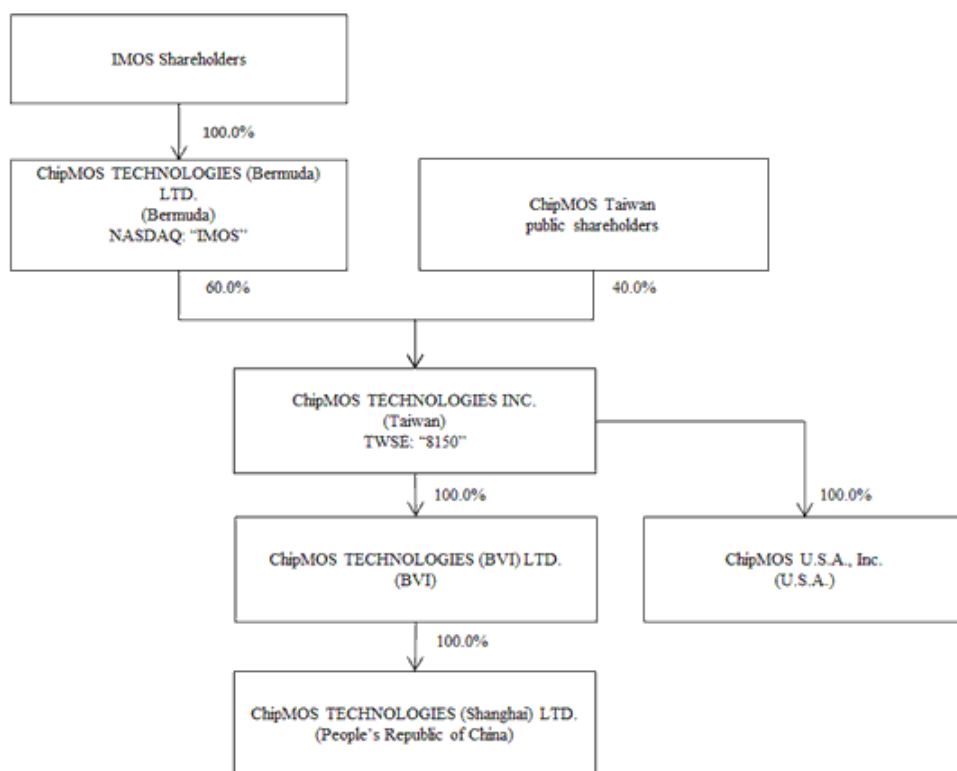 IMOS Shareholders
100.0%
ChipMOS TECHNOLOGIES (Bermuda)
LTD.
(Bermuda)
NASDAQ: “IMOS”
ChipMOS Taiwan
public shareholders
60.0%
40.0%
ChipMOS TECHNOLOGIES INC.
(Taiwan)
TWSE: “8150”
100.0%
100.0%
ChipMOS TECHNOLOGIES (BVI) LTD.
(BVI)
ChipMOS U.S.A., Inc.
(U.S.A.)
100.0%
ChipMOS TECHNOLOGIES (Shanghai) LTD.
(People’s Republic of China)